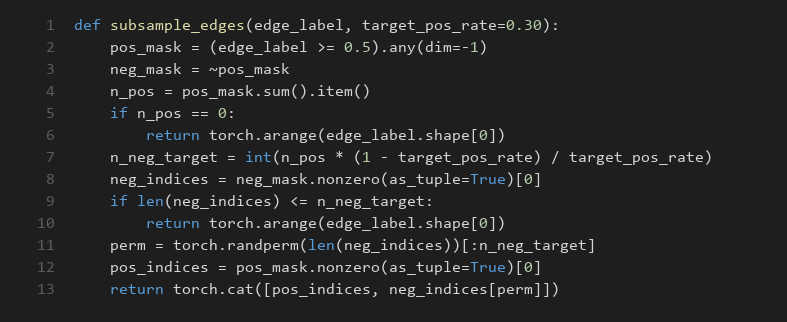 1 def subsample_edges(edge_label, target_pos_rate=0.30):
2     pos_mask = (edge_label >= 0.5).any(dim=-1)
3     neg_mask = ~pos_mask
4     n_pos = pos_mask.sum().item()
5     if n_pos == 0:
6         return torch.arange(edge_label.shape[0])
7     n_neg_target = int(n_pos * (1 - target_pos_rate) / target_pos_rate)
8     neg_indices = neg_mask.nonzero(as_tuple=True)[0]
9     if len(neg_indices) <= n_neg_target:
10         return torch.arange(edge_label.shape[0])
11     perm = torch.randperm(len(neg_indices))[:n_neg_target]
12     pos_indices = pos_mask.nonzero(as_tuple=True)[0]
13     return torch.cat([pos_indices, neg_indices[perm]])